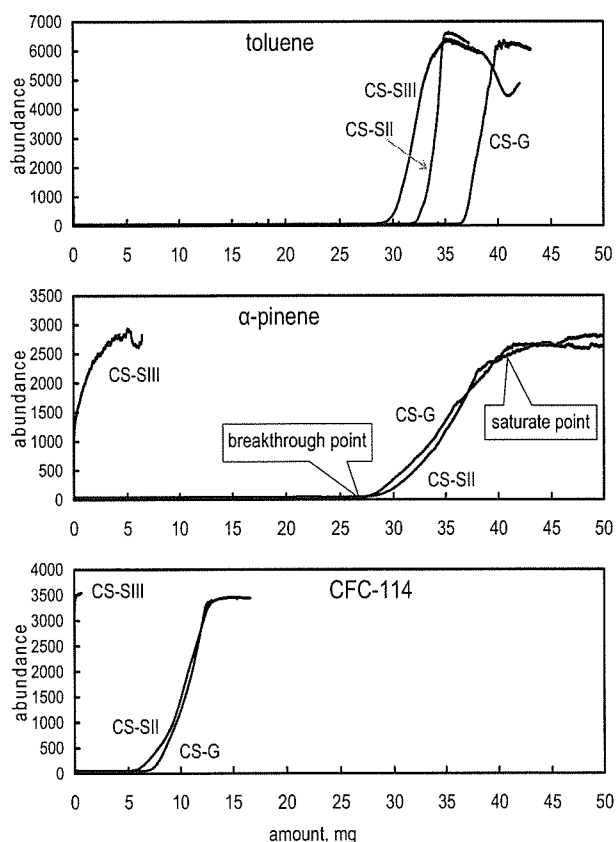 7000
toluene
6000
5000
CS-SIII
4000
CS-SII
CS-G
3000
2000
1000
0
abundance
0 5 10 15 20 25 30 35 40 45 50
3500
α-pinene
3000
2500
CS-SIII
2000
saturate point
1500
CS-G
breakthrough point
1000
CS-SII
500
0
abundance
0 5 10 15 20 25 30 35 40 45 50
4000
CS-SIII
CFC-114
3500
3000
2500
2000
1500
1000
CS-SII
500
CS-G
0
abundance
0 5 10 15 20 25 30 35 40 45 50
amount, mg